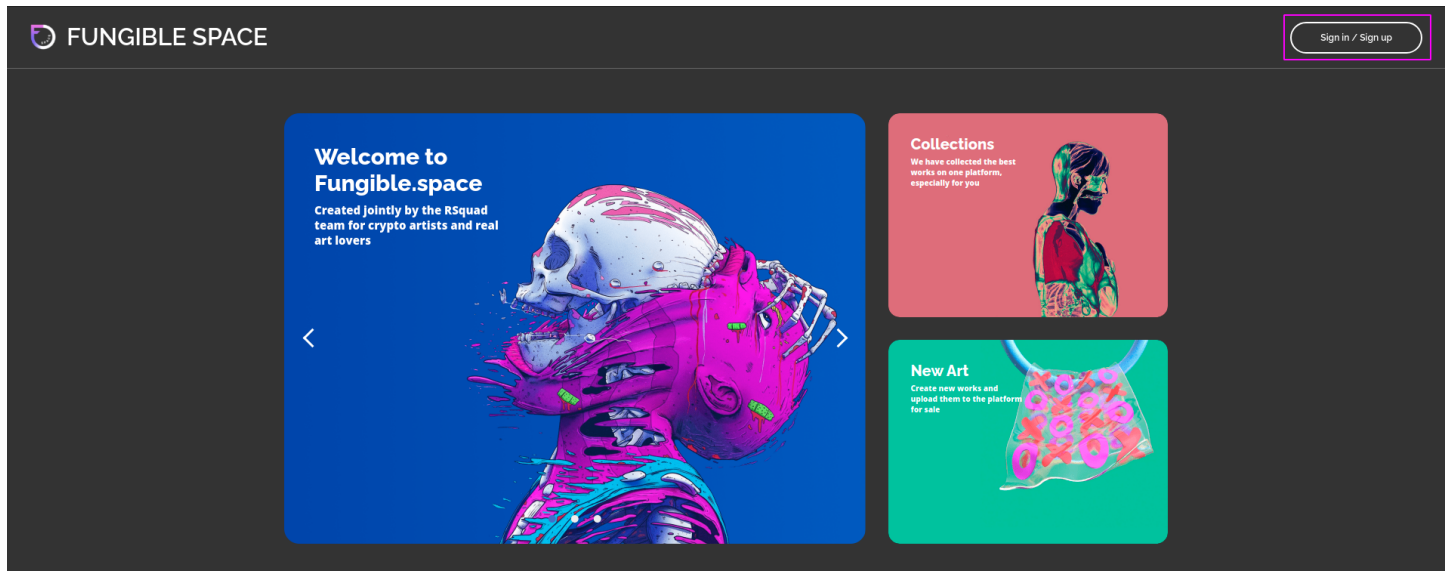 FUNGIBLE SPACE
Sign in / Sign up
Welcome to
Fungible.space
Created jointly by the RSquad
team for crypto artists and real
art lovers
Collections
We have collected the best
works on one platform,
especially for you
New Art
Create new works and
upload them to the platform
for sale